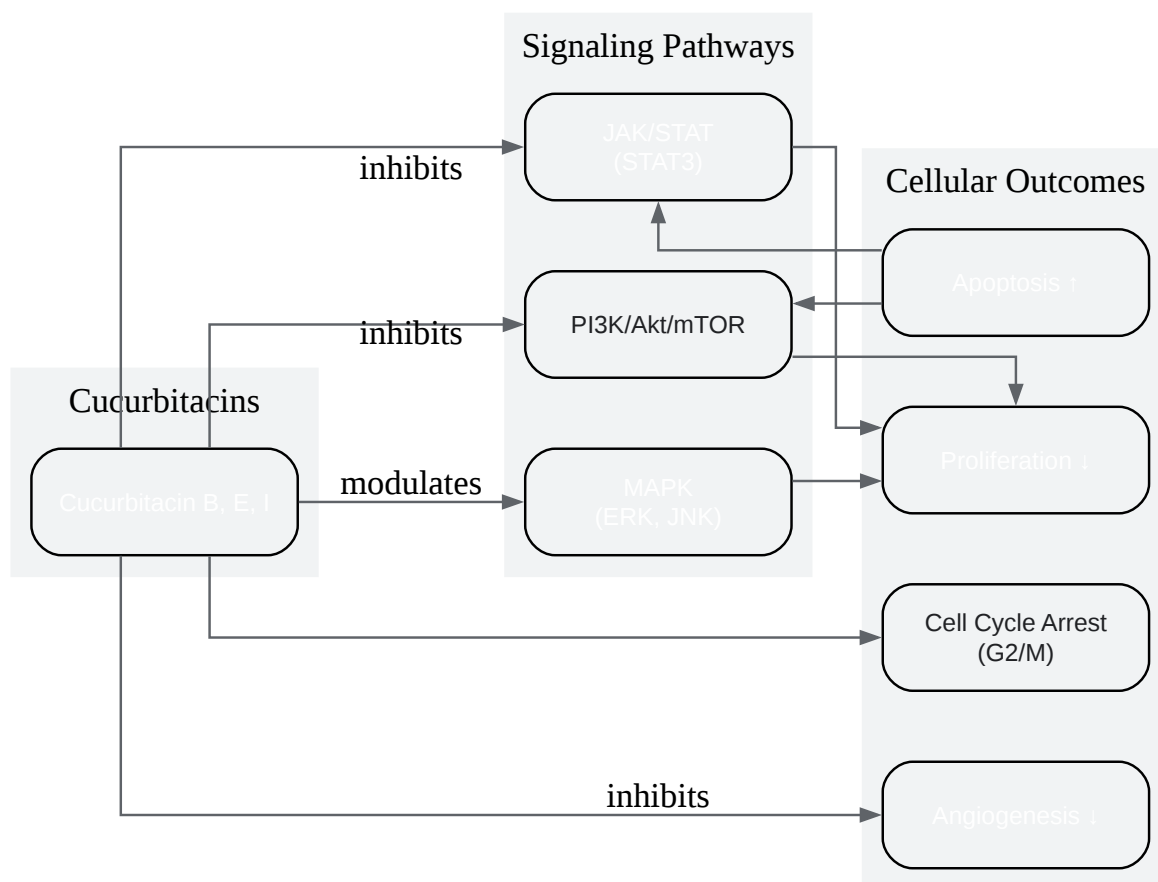 Signaling Pathways
JAK/STAT
(STAT3)
inhibits
Cellular Outcomes
Apoptosis ↑
PI3K/Akt/mTOR
inhibits
Cucurbitacins
Cucurbitacin B, E, I
modulates
MAPK
(ERK, JNK)
Proliferation ↓
Cell Cycle Arrest
(G2/M)
inhibits
Angiogenesis ↓